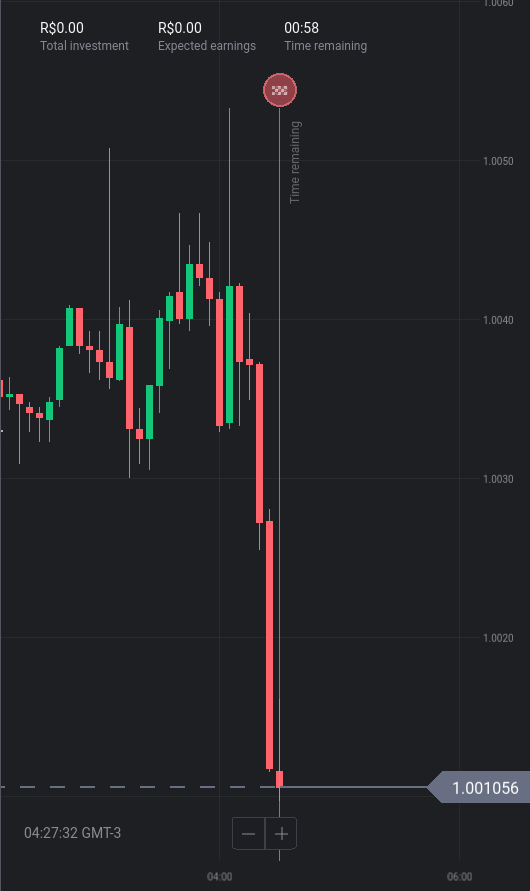 1.0060
R$0.00 R$0.00 00:58
Total investment Expected earnings Time remaining
Time remaining
1.0050
1.0040
1.0030
1.0020
1.001056
04:27:32 GMT-3
− +
04:00 06:00